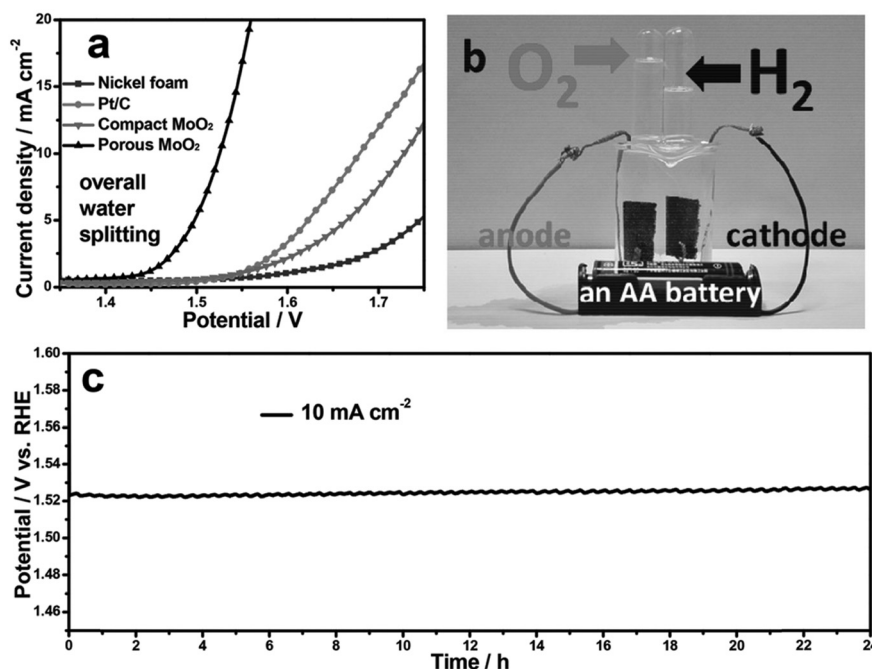 a
20
15
10
5
0
Current density / mA cm⁻²
Nickel foam
Pt/C
Compact MoO₂
Porous MoO₂
overall
water
splitting
1.4
1.5
1.6
1.7
Potential / V
b
O₂
H₂
anode
cathode
an AA battery
c
1.60
1.58
1.56
1.54
1.52
1.50
1.48
1.46
Potential / V vs. RHE
10 mA cm⁻²
0
2
4
6
8
10
12
14
16
18
20
22
24
Time / h